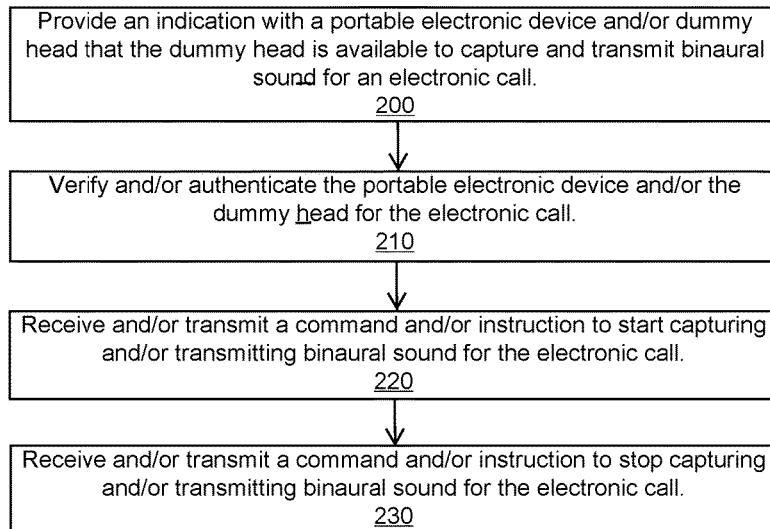 Provide an indication with a portable electronic device and/or dummy
head that the dummy head is available to capture and transmit binaural
sound for an electronic call.
200
Verify and/or authenticate the portable electronic device and/or the
dummy head for the electronic call.
210
Receive and/or transmit a command and/or instruction to start capturing
and/or transmitting binaural sound for the electronic call.
220
Receive and/or transmit a command and/or instruction to stop capturing
and/or transmitting binaural sound for the electronic call.
230